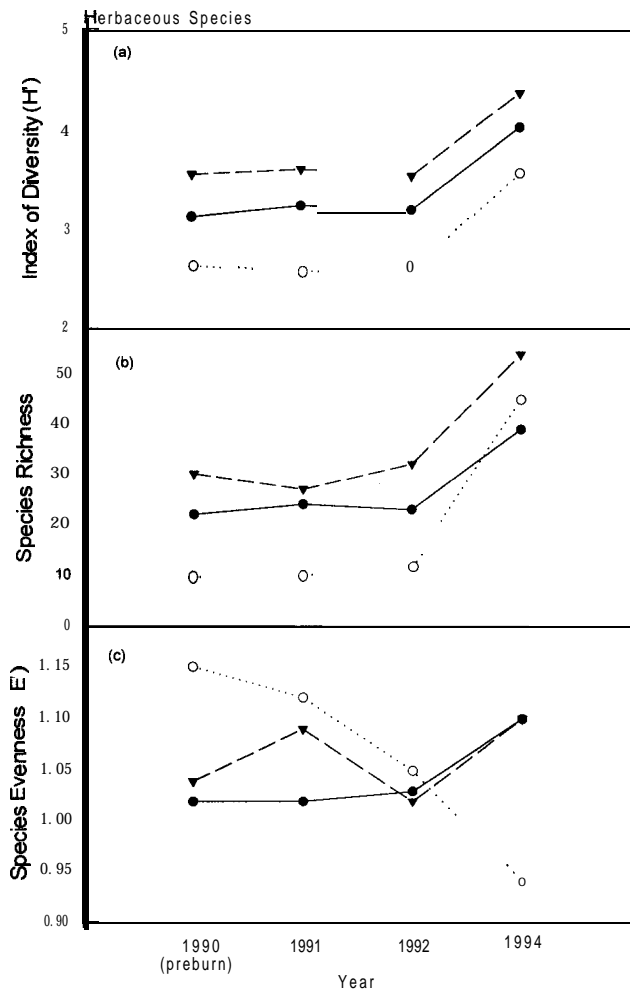 Herbaceous Species
5
(a)
4
3
2
Index of Diversity (H')
(b)
50
40
30
20
10
0
Species Richness
(c)
1.15
1.10
1.05
1.00
0.95
0.90
Species Evenness E')
1990 1991 1992 1994
(preburn)
Year